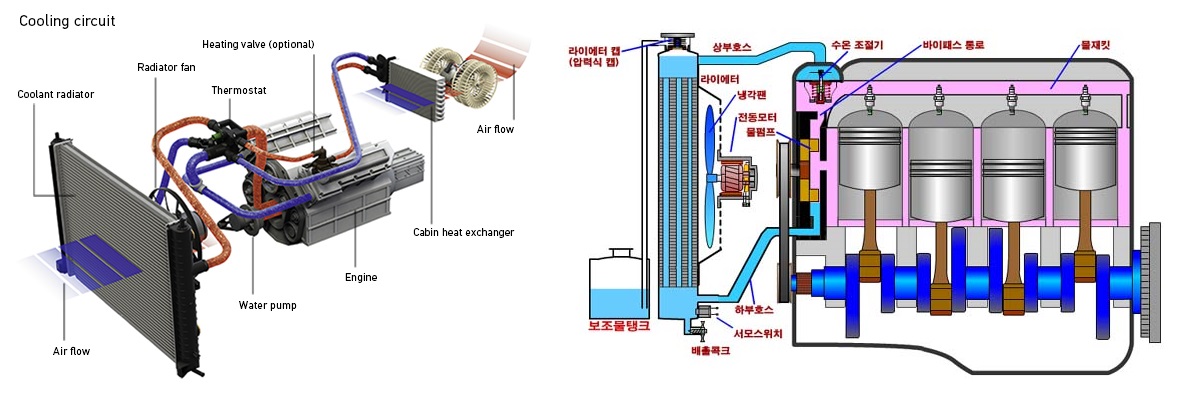 Cooling circuit
Heating valve (optional)
Radiator fan
Thermostat
Coolant radiator
Air flow
Cabin heat exchanger
Engine
Water pump
Air flow
라이에터 캡
(압력식 캡)
상부호스
수온 조절기
바이패스 통로
물재킷
라이에터
냉각팬
전동모터
물펌프
하부호스
보조물탱크
서모스위치
배출콕크